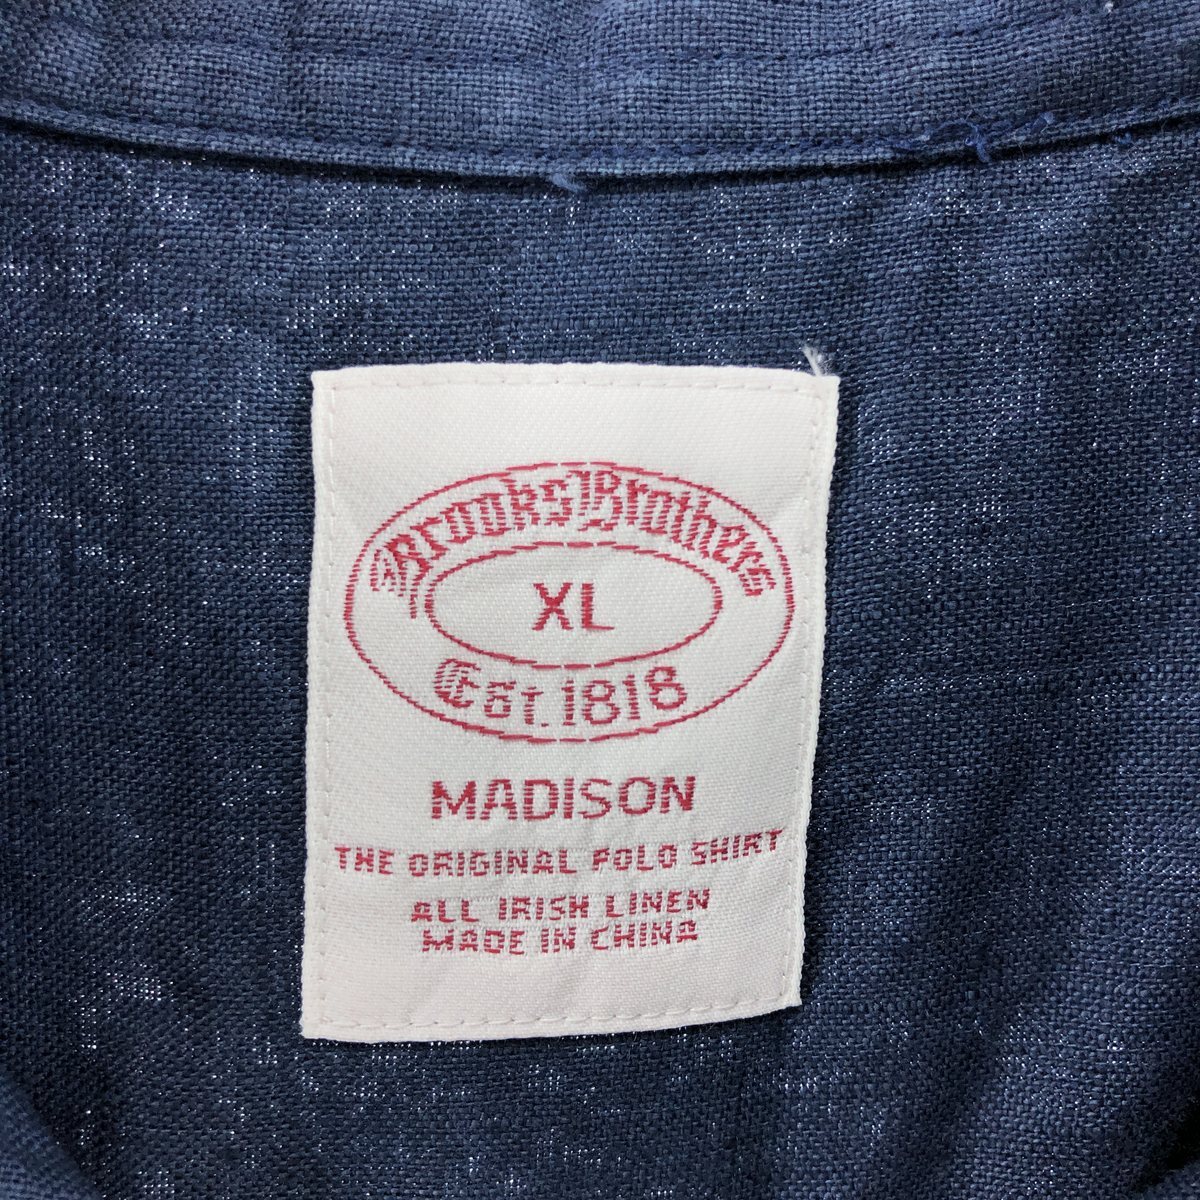 Brooks Brothers
XL
Est. 1818
MADISON
THE ORIGINAL POLO SHIRT
ALL IRISH LINEN
MADE IN CHINA